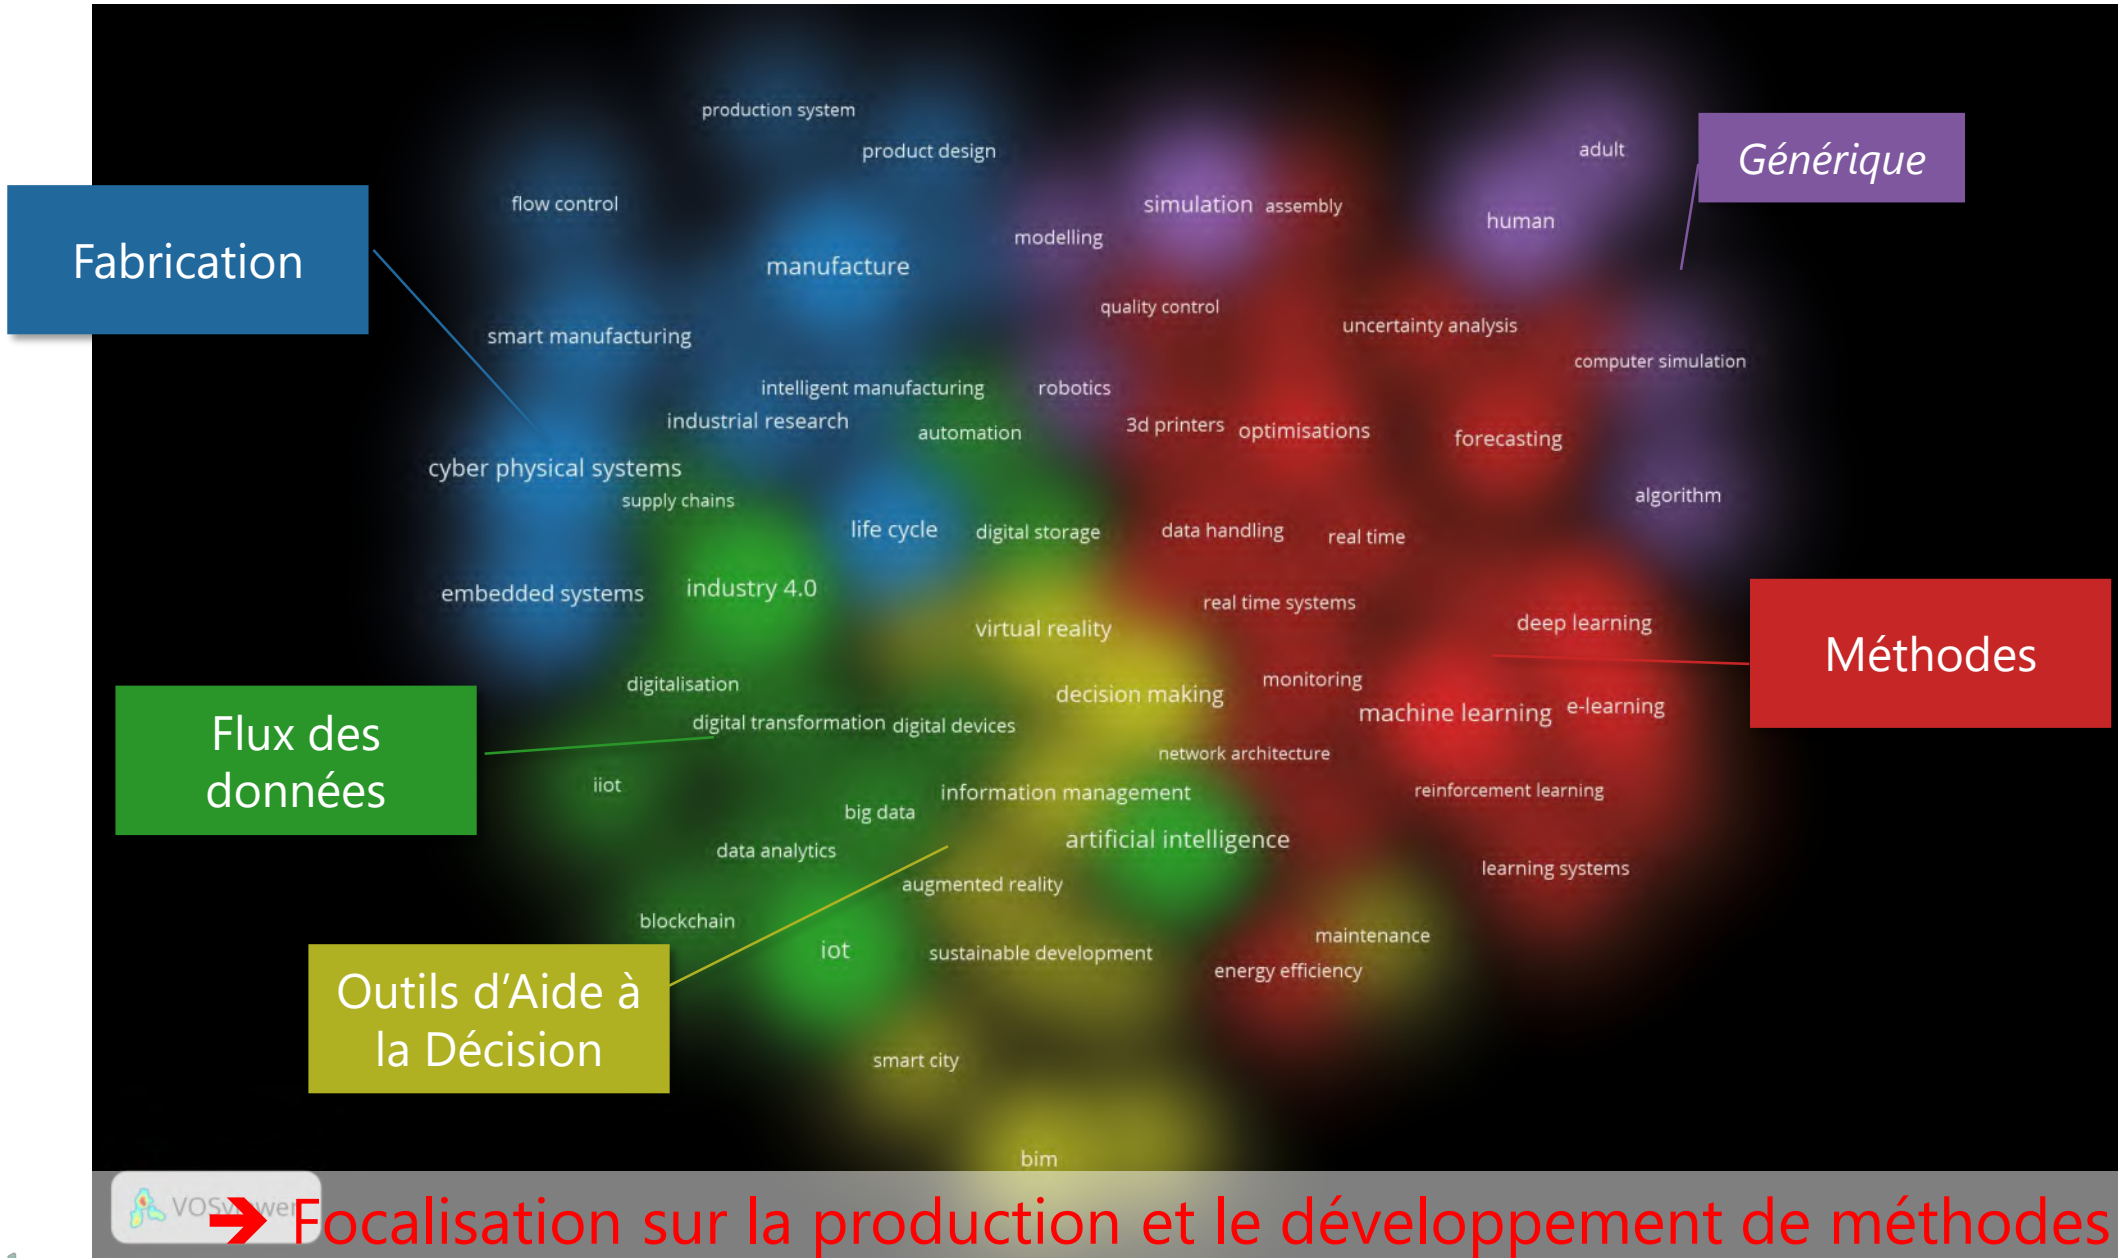 production system
product design
adult
Générique
flow control
simulation
assembly
human
modelling
Fabrication
manufacture
quality control
uncertainty analysis
smart manufacturing
computer simulation
intelligent manufacturing
robotics
industrial research
automation
3d printers
optimisations
forecasting
cyber physical systems
supply chains
algorithm
life cycle
digital storage
data handling
real time
embedded systems
industry 4.0
real time systems
virtual reality
deep learning
Méthodes
digitalisation
decision making
monitoring
machine learning
e-learning
digital transformation
digital devices
Flux des
données
network architecture
iiot
information management
reinforcement learning
big data
artificial intelligence
data analytics
learning systems
augmented reality
blockchain
iot
sustainable development
maintenance
energy efficiency
Outils d’Aide à
la Décision
smart city
bim
VOSviewer
➔ Focalisation sur la production et le développement de méthodes